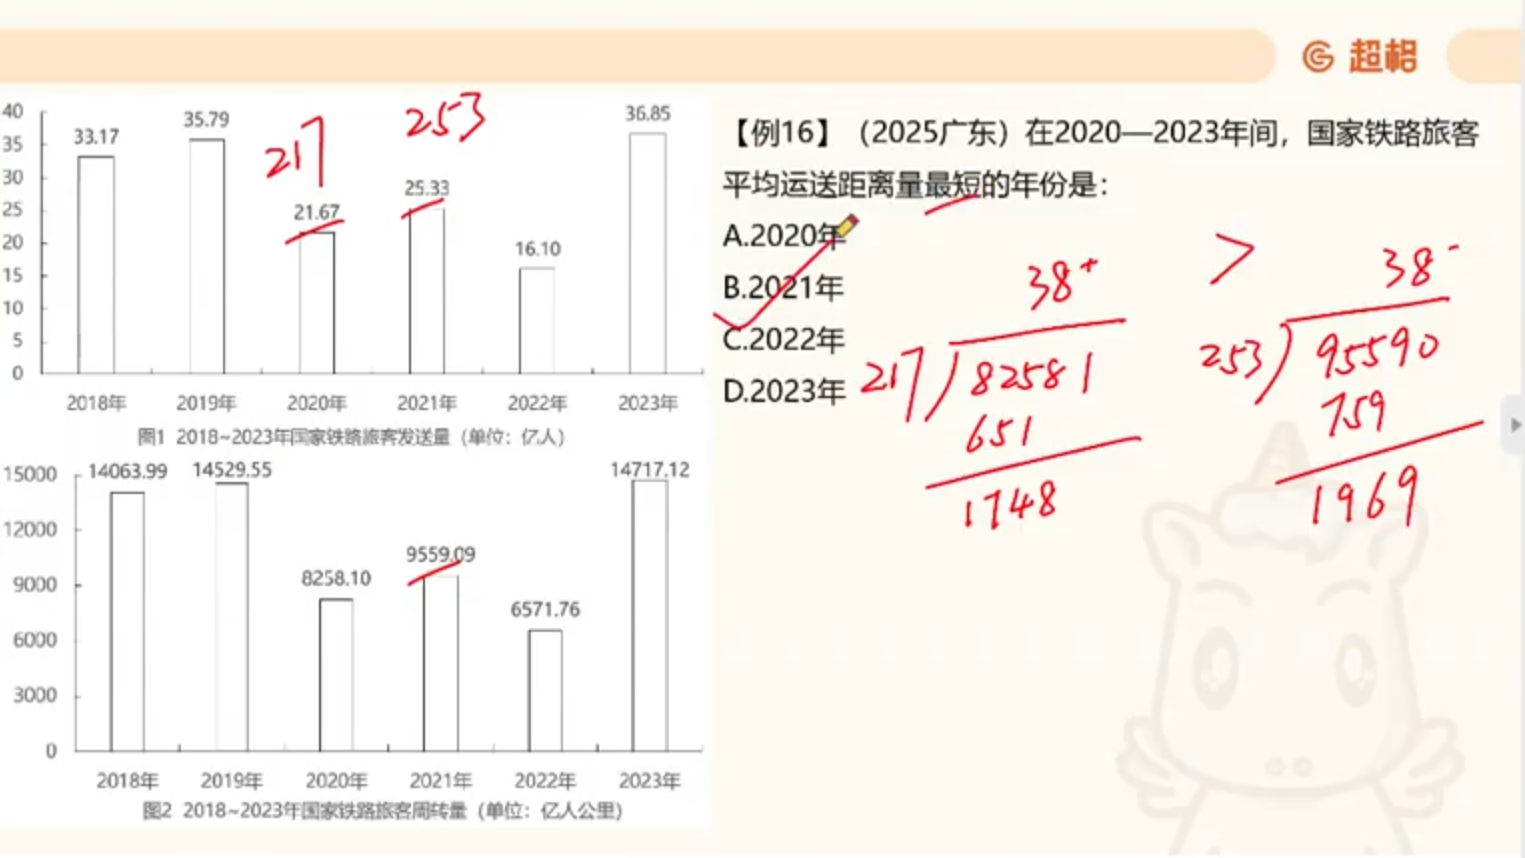 超格
40
35
30
25
20
15
10
5
0
33.17
35.79
21.67
25.33
16.10
36.85
217
253
2018年 2019年 2020年 2021年 2022年 2023年
图1 2018~2023年国家铁路旅客发送量（单位：亿人）
15000
12000
9000
6000
3000
0
14063.99
14529.55
8258.10
9559.09
6571.76
14717.12
2018年 2019年 2020年 2021年 2022年 2023年
图2 2018~2023年国家铁路旅客周转量（单位：亿人公里）
【例16】（2025广东）在2020—2023年间，国家铁路旅客
平均运送距离量最短的年份是：
A.2020年
B.2021年
C.2022年
D.2023年
38+ > 38-
217 82581
651
1748
253 95590
759
1969